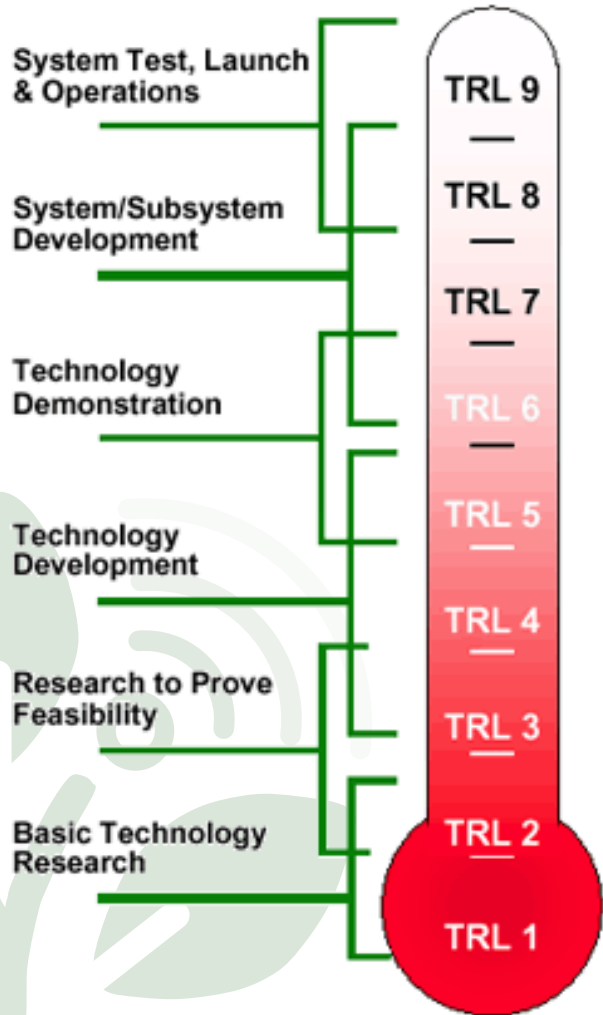 System Test, Launch
& Operations
System/Subsystem
Development
Technology
Demonstration
Technology
Development
Research to Prove
Feasibility
Basic Technology
Research
TRL 9
TRL 8
TRL 7
TRL 6
TRL 5
TRL 4
TRL 3
TRL 2
TRL 1